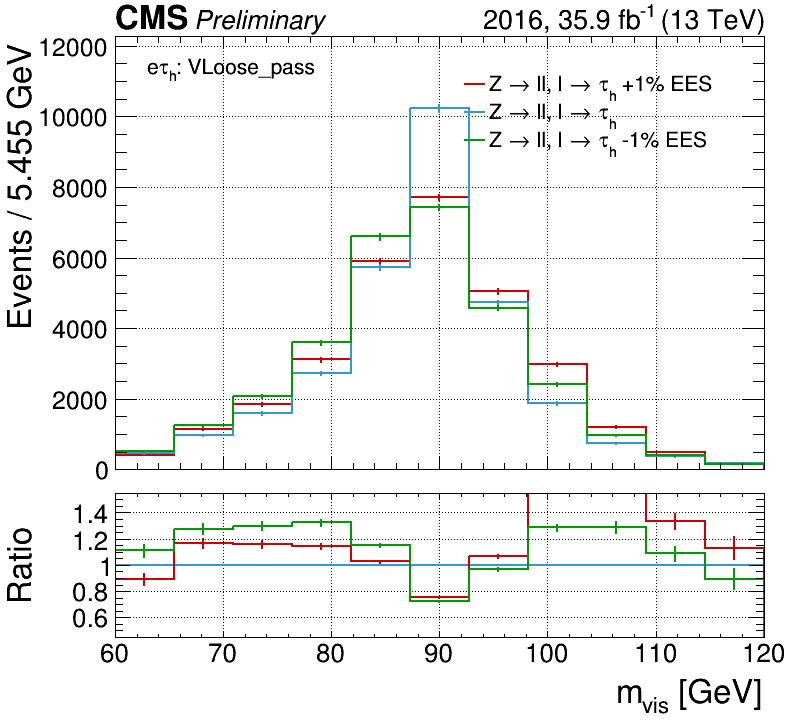 CMS Preliminary 2016, 35.9 fb⁻¹ (13 TeV)
eτₕ: VLoose_pass
Z → ll, l → τₕ +1% EES
Z → ll, l → τₕ
Z → ll, l → τₕ -1% EES
Events / 5.455 GeV
12000
10000
8000
6000
4000
2000
0
Ratio
1.4
1.2
1
0.8
0.6
60 70 80 90 100 110 120
m_vis [GeV]